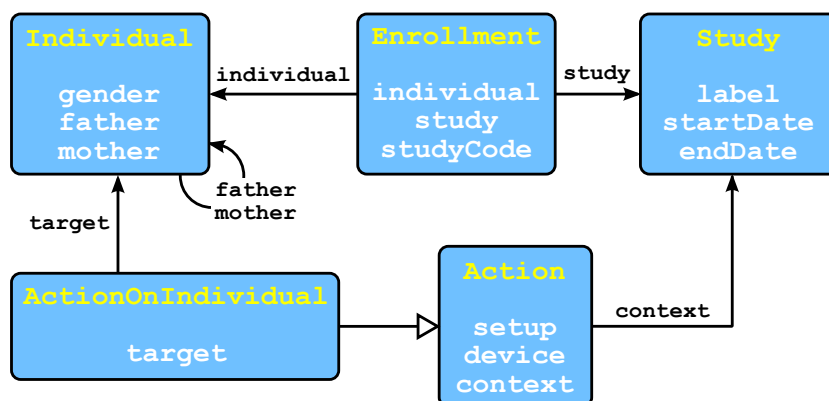 Individual
gender
father
mother
individual
Enrollment
individual
study
studyCode
study
Study
label
startDate
endDate
father
mother
target
ActionOnIndividual
target
Action
setup
device
context
context